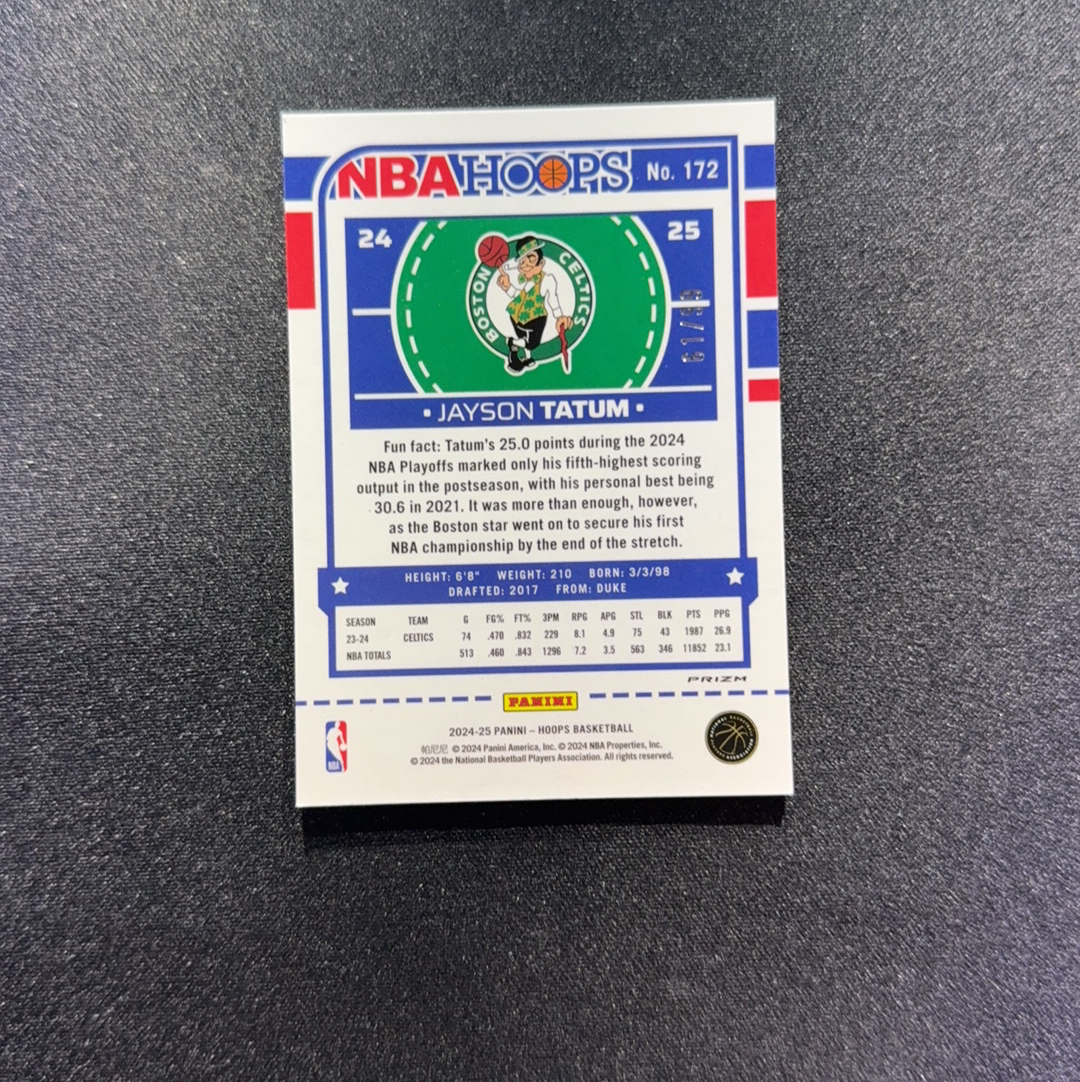 NBA HOOPS No. 172
24 25
BOSTON CELTICS
• JAYSON TATUM •
Fun fact: Tatum's 25.0 points during the 2024
NBA Playoffs marked only his fifth-highest scoring
output in the postseason, with his personal best being
30.6 in 2021. It was more than enough, however,
as the Boston star went on to secure his first
NBA championship by the end of the stretch.
HEIGHT: 6'8" WEIGHT: 210 BORN: 3/3/98
DRAFTED: 2017 FROM: DUKE
SEASON TEAM G FG% FT% 3PM RPG APG STL BLK PTS PPG
23-24 CELTICS 74 .470 .832 229 8.1 4.9 75 43 1987 26.9
NBA TOTALS 513 .460 .843 1296 7.2 3.5 563 346 11852 23.1
PRIZM
PANINI
2024-25 PANINI – HOOPS BASKETBALL
帕尼尼 © 2024 Panini America, Inc. © 2024 NBA Properties, Inc.
© 2024 the National Basketball Players Association. All rights reserved.
NBA